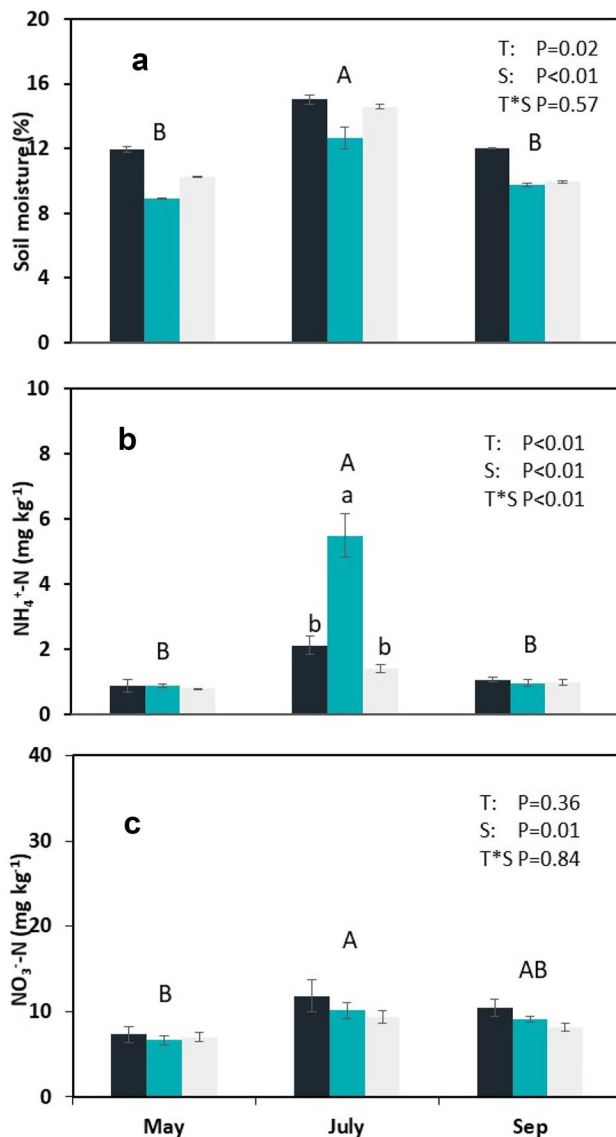 20
16
12
8
4
0
Soil moisture (%)
a
T: P=0.02
S: P<0.01
T*S P=0.57
B
A
B
10
8
6
4
2
0
NH₄⁺-N (mg kg⁻¹)
b
T: P<0.01
S: P<0.01
T*S P<0.01
B
A
a
b
b
B
40
30
20
10
0
NO₃⁻-N (mg kg⁻¹)
c
T: P=0.36
S: P=0.01
T*S P=0.84
B
A
AB
May July Sep